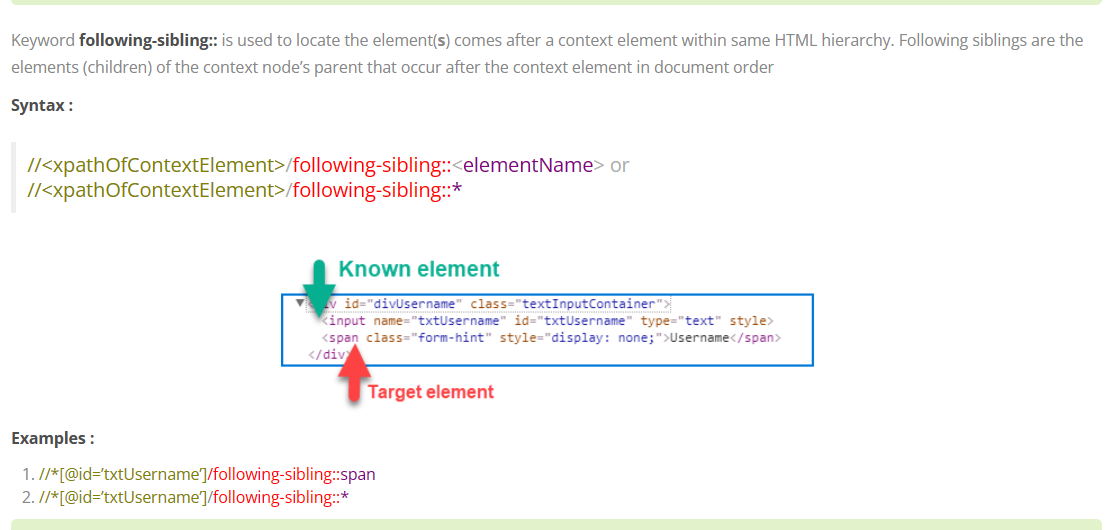 Keyword following-sibling:: is used to locate the element(s) comes after a context element within same HTML hierarchy. Following siblings are the
elements (children) of the context node’s parent that occur after the context element in document order
Syntax :
//<xpathOfContextElement>/following-sibling::<elementName> or
//<xpathOfContextElement>/following-sibling::*
Known element
id="divUsername" class="textInputContainer">
<input name="txtUsername" id="txtUsername" type="text" style>
<span class="form-hint" style="display: none;">Username</span>
</div>
Target element
Examples :
1. //*[@id=’txtUsername’]/following-sibling::span
2. //*[@id=’txtUsername’]/following-sibling::*